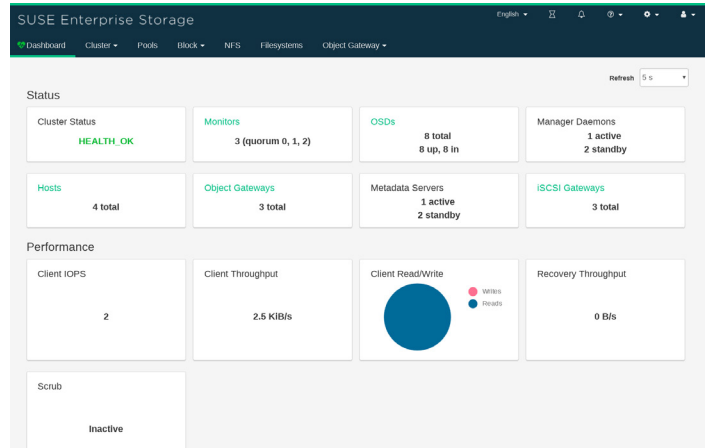 SUSE Enterprise Storage
English
Dashboard Cluster Pools Block NFS Filesystems Object Gateway
Refresh 5 s
Status
Cluster Status
HEALTH_OK
Monitors
3 (quorum 0, 1, 2)
OSDs
8 total
8 up, 8 in
Manager Daemons
1 active
2 standby
Hosts
4 total
Object Gateways
3 total
Metadata Servers
1 active
2 standby
iSCSI Gateways
3 total
Performance
Client IOPS
2
Client Throughput
2.5 KiB/s
Client Read/Write
Writes
Reads
Recovery Throughput
0 B/s
Scrub
Inactive